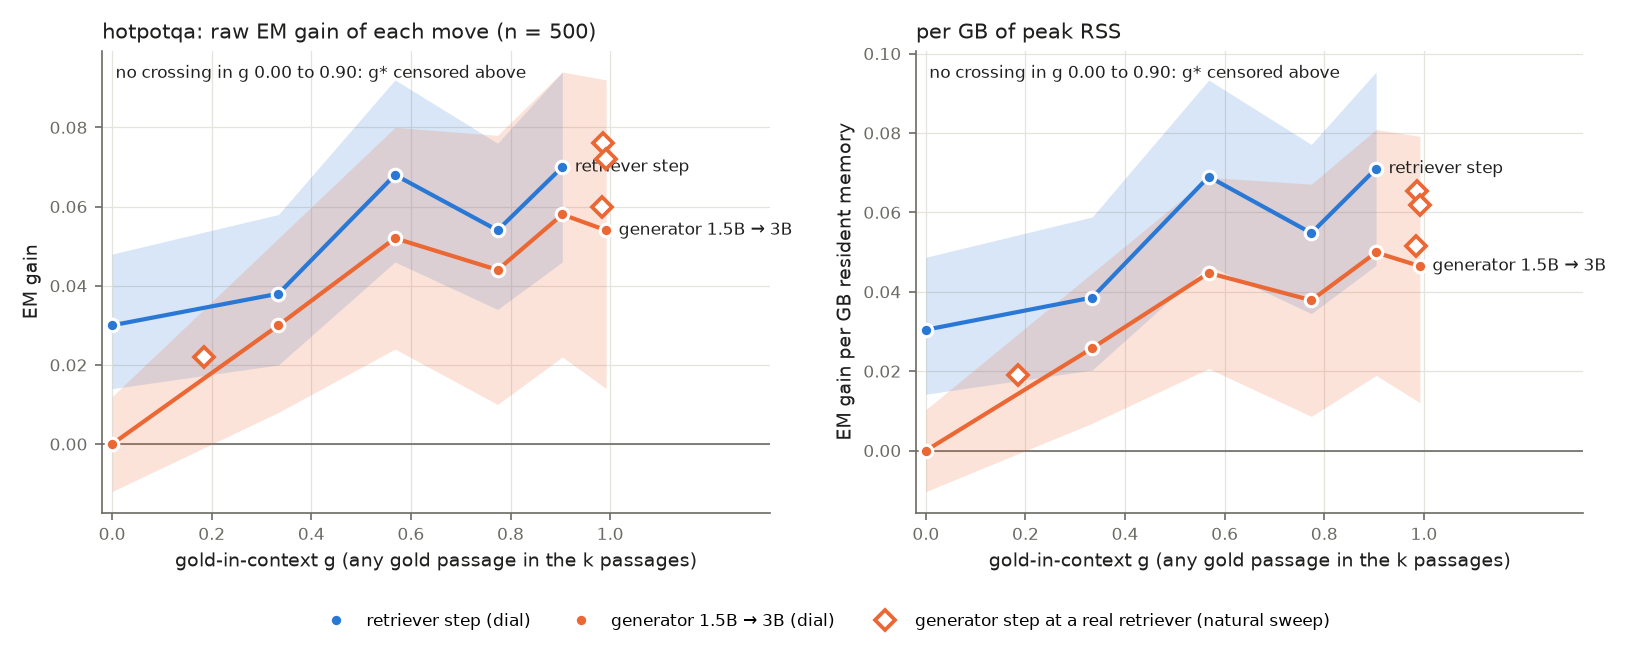 hotpotqa: raw EM gain of each move (n = 500)
no crossing in g 0.00 to 0.90: g* censored above
EM gain
0.08
0.06
0.04
0.02
0.00
retriever step
generator 1.5B → 3B
0.0 0.2 0.4 0.6 0.8 1.0
gold-in-context g (any gold passage in the k passages)
per GB of peak RSS
no crossing in g 0.00 to 0.90: g* censored above
EM gain per GB resident memory
0.10
0.08
0.06
0.04
0.02
0.00
retriever step
generator 1.5B → 3B
0.0 0.2 0.4 0.6 0.8 1.0
gold-in-context g (any gold passage in the k passages)
retriever step (dial)
generator 1.5B → 3B (dial)
generator step at a real retriever (natural sweep)